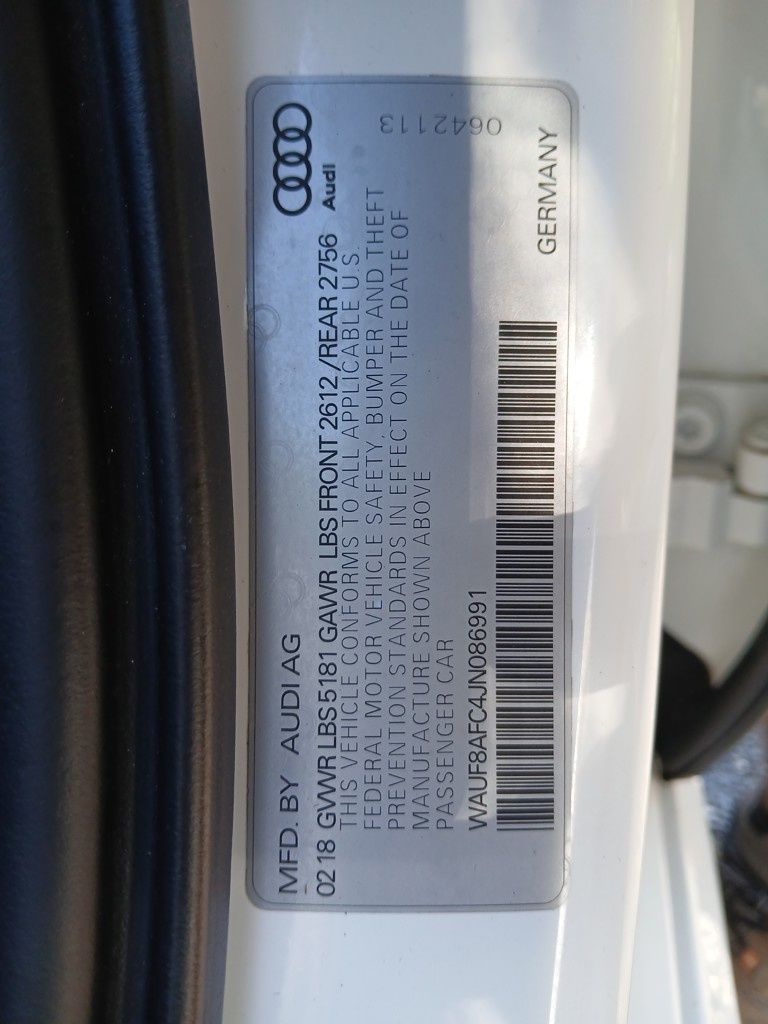 MFD. BY AUDI AG
Audi
0218 GVWR LBS 5181 GAWR LBS FRONT 2612 /REAR 2756
THIS VEHICLE CONFORMS TO ALL APPLICABLE U.S.
FEDERAL MOTOR VEHICLE SAFETY, BUMPER AND THEFT
PREVENTION STANDARDS IN EFFECT ON THE DATE OF
MANUFACTURE SHOWN ABOVE
PASSENGER CAR
0642113
WAUF8AFC4JN086991
GERMANY